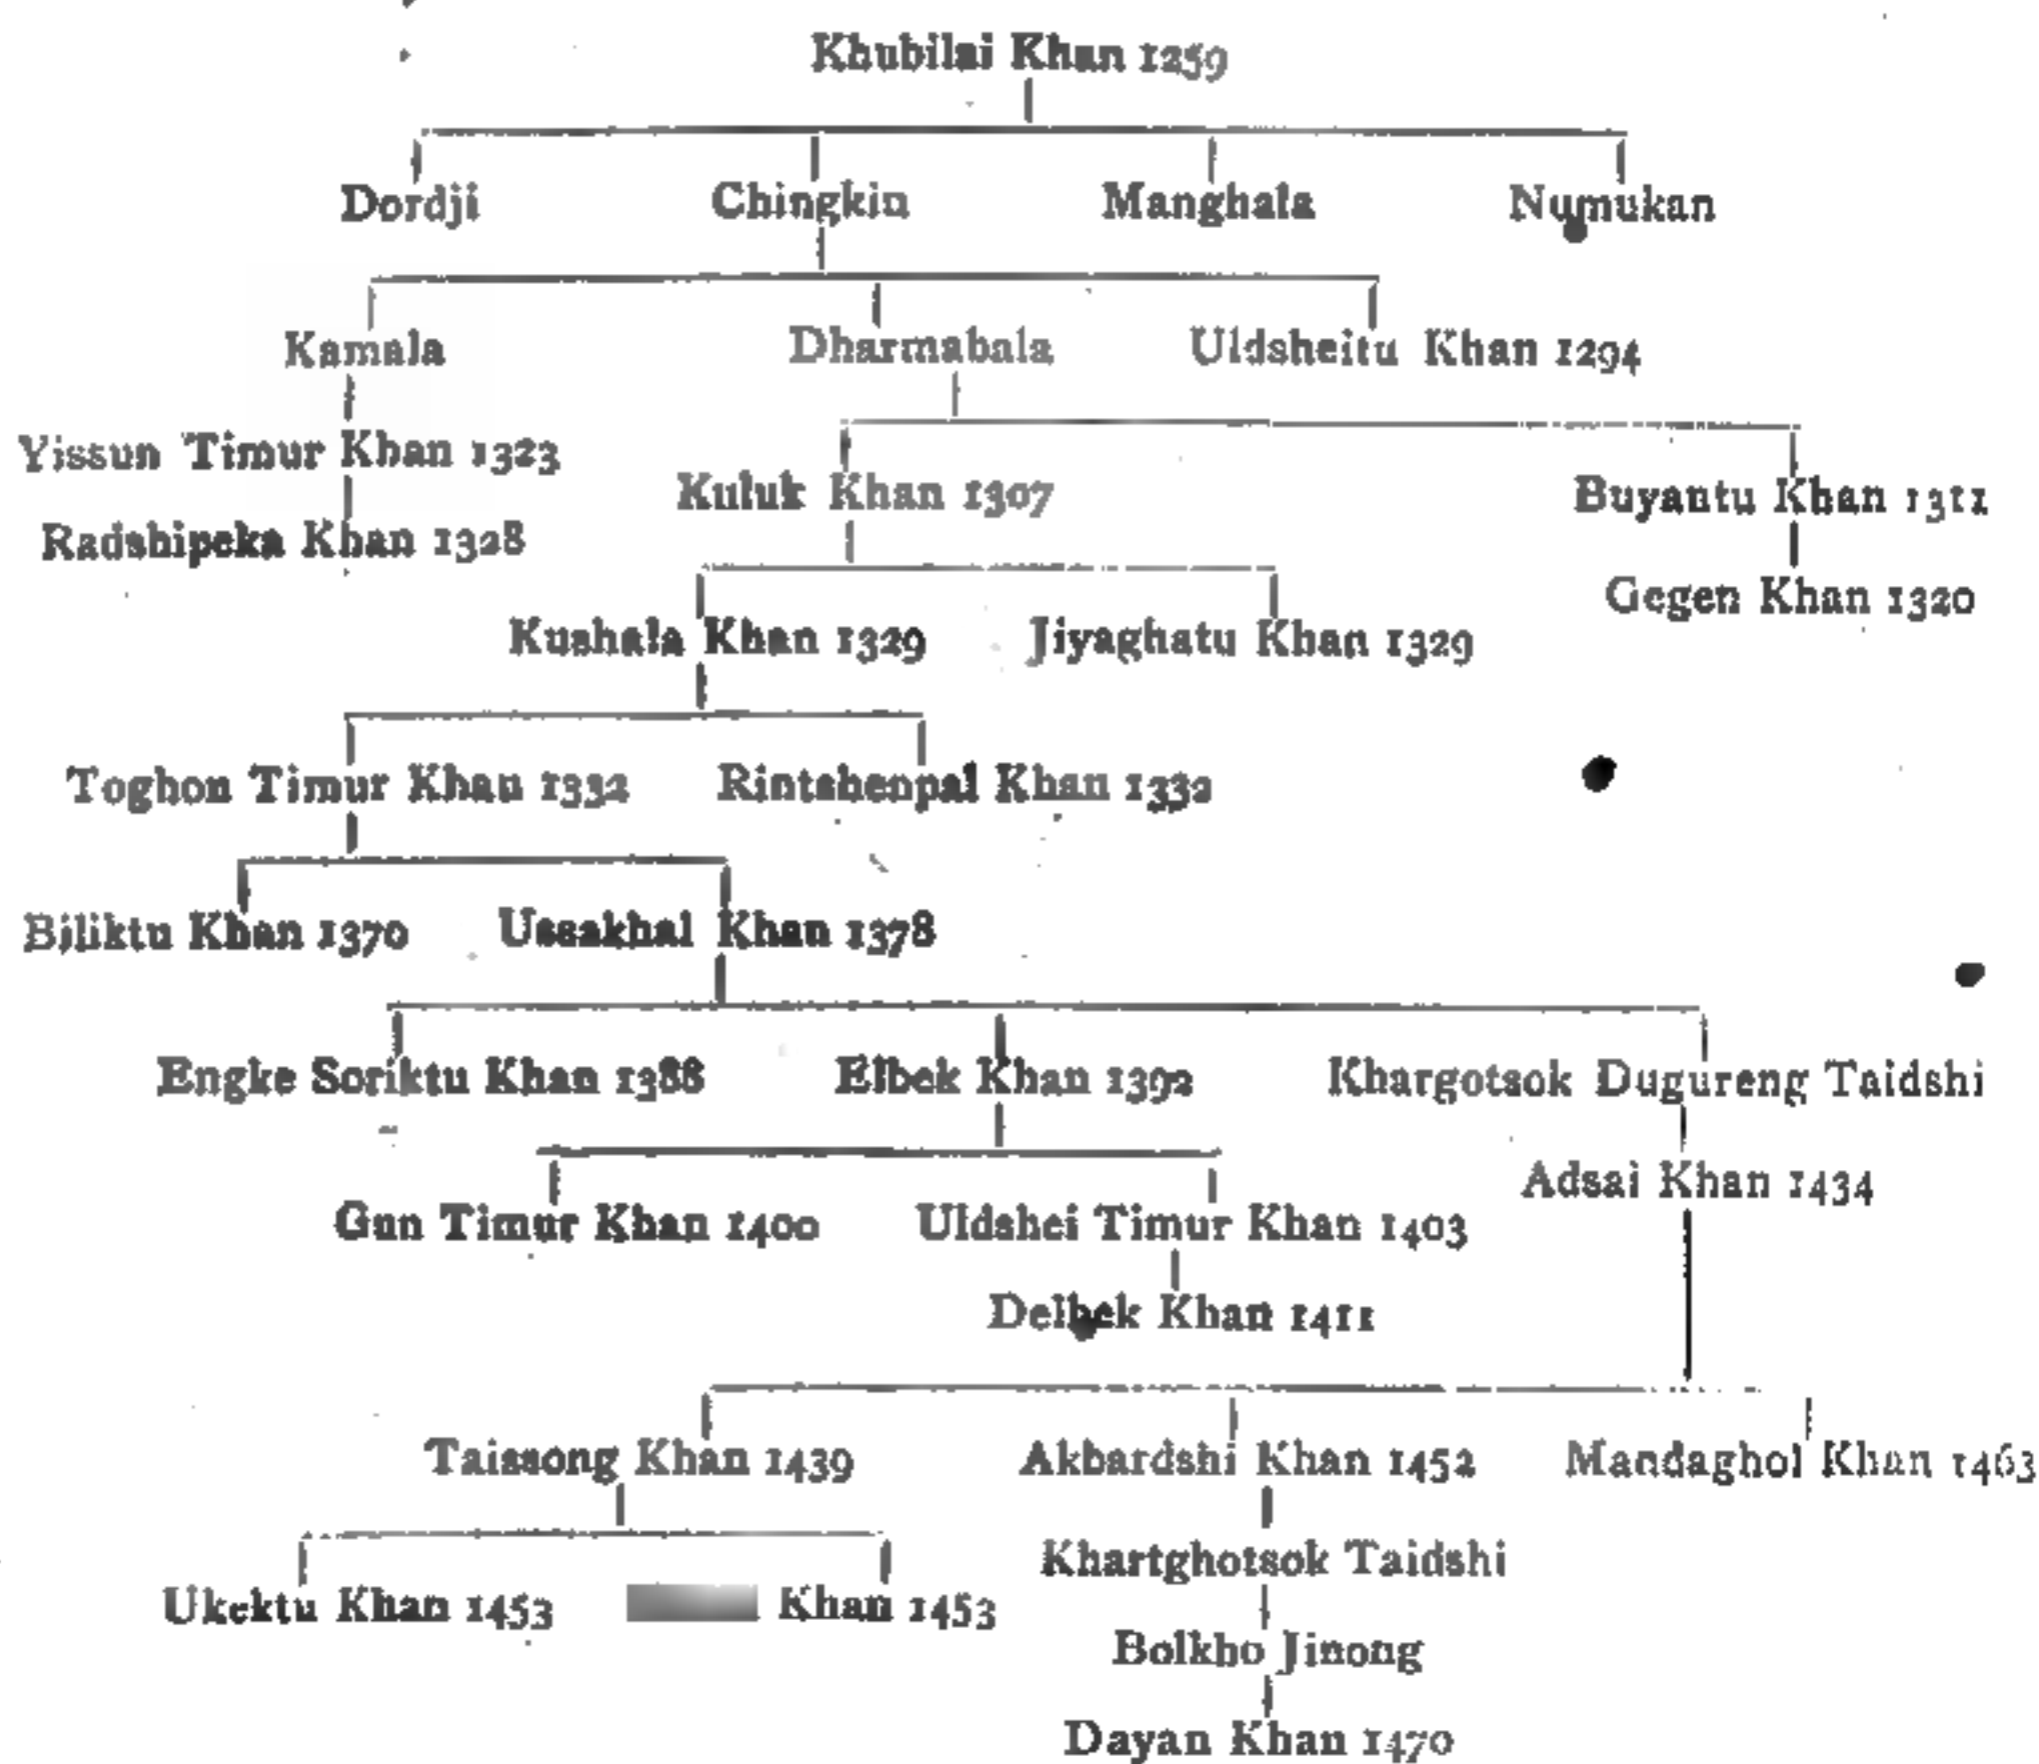 Khubilai Khan 1259
Dordji Chingkin Manghala Numukan
Kamala Dharmabala Uldsheitu Khan 1294
Yissun Timur Khan 1323
Kuluk Khan 1307 Buyantu Khan 1311
Radshipeka Khan 1328
Gegen Khan 1320
Kushala Khan 1329 Jiyaghatu Khan 1329
Toghon Timur Khan 1332 Rintshenpal Khan 1332
Biliktu Khan 1370 Ussakhal Khan 1378
Engke Soriktu Khan 1388 Elbek Khan 1392 Khargotsok Dugureng Taidshi
Adsai Khan 1434
Gun Timur Khan 1400 Uldshei Timur Khan 1403
Delbek Khan 1411
Taissong Khan 1439 Akbardshi Khan 1452 Mandaghol Khan 1463
Khartghotsok Taidshi
Ukektu Khan 1453 Khan 1453
Bolkho Jinong
Dayan Khan 1470